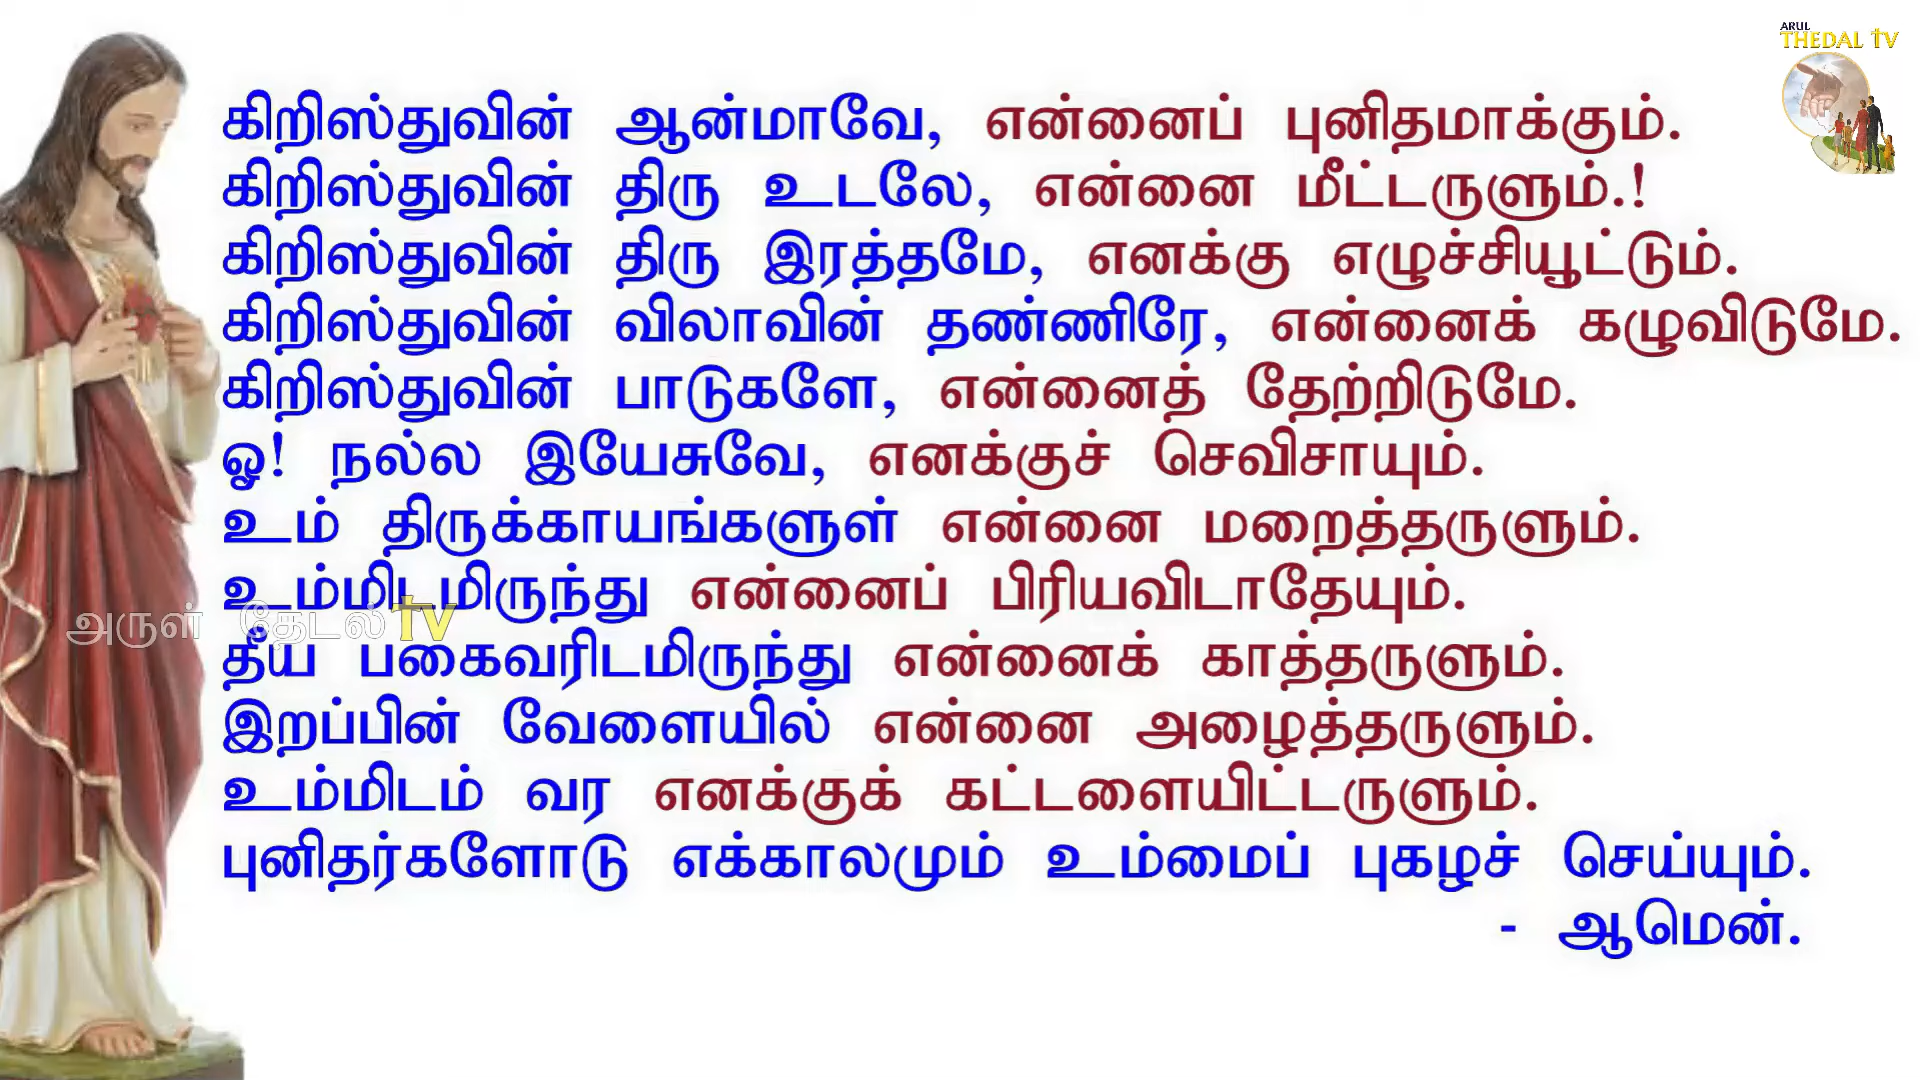 ARUL
THEDAL TV
கிறிஸ்துவின் ஆன்மாவே, என்னைப் புனிதமாக்கும்.
கிறிஸ்துவின் திரு உடலே, என்னை மீட்டருளும்.!
கிறிஸ்துவின் திரு இரத்தமே, எனக்கு எழுச்சியூட்டும்.
கிறிஸ்துவின் விலாவின் தண்ணிரே, என்னைக் கழுவிடுமே.
கிறிஸ்துவின் பாடுகளே, என்னைத் தேற்றிடுமே.
ஓ! நல்ல இயேசுவே, எனக்குச் செவிசாயும்.
உம் திருக்காயங்களுள் என்னை மறைத்தருளும்.
உம்மிடமிருந்து என்னைப் பிரியவிடாதேயும்.
அருள் தேடல் TV
தீய பகைவரிடமிருந்து என்னைக் காத்தருளும்.
இறப்பின் வேளையில் என்னை அழைத்தருளும்.
உம்மிடம் வர எனக்குக் கட்டளையிட்டருளும்.
புனிதர்களோடு எக்காலமும் உம்மைப் புகழச் செய்யும்.
- ஆமென்.